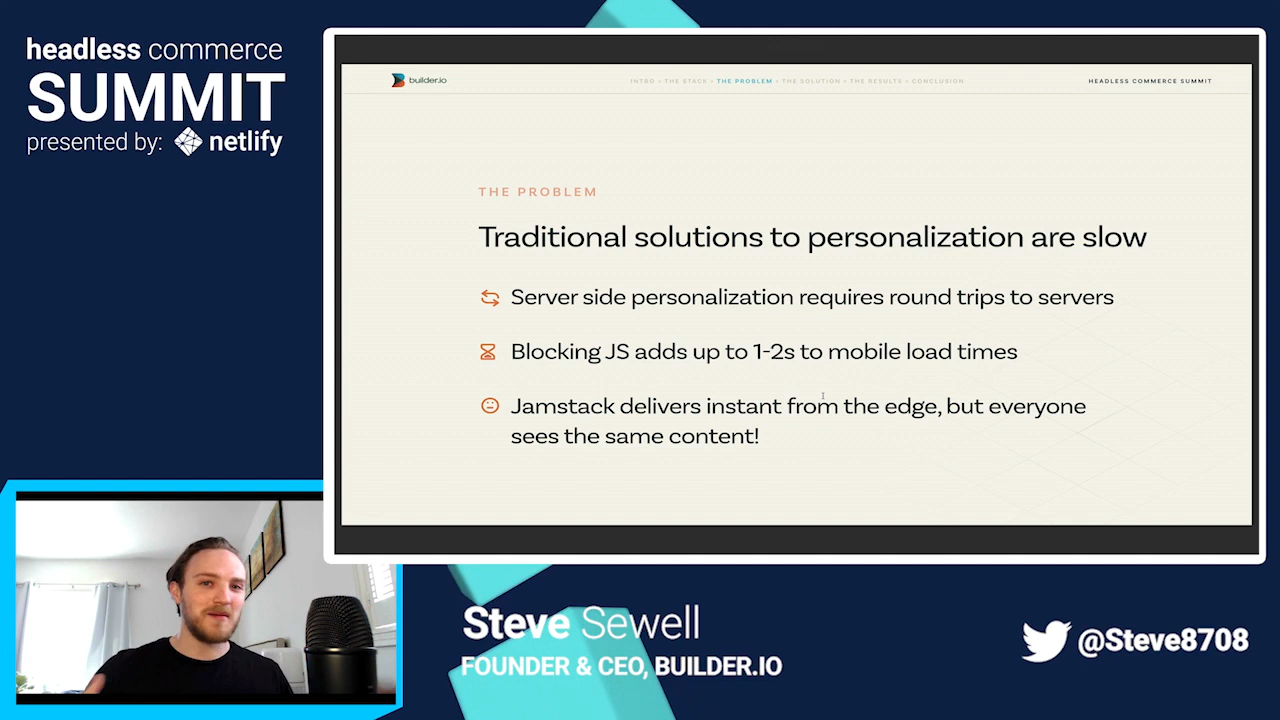 headless commerce
SUMMIT
presented by: netlify
builder.io
INTRO • THE STACK • THE PROBLEM • THE SOLUTION • THE RESULTS • CONCLUSION
HEADLESS COMMERCE SUMMIT
THE PROBLEM
Traditional solutions to personalization are slow
Server side personalization requires round trips to servers
Blocking JS adds up to 1-2s to mobile load times
Jamstack delivers instant from the edge, but everyone
sees the same content!
Steve Sewell
FOUNDER & CEO, BUILDER.IO
@Steve8708